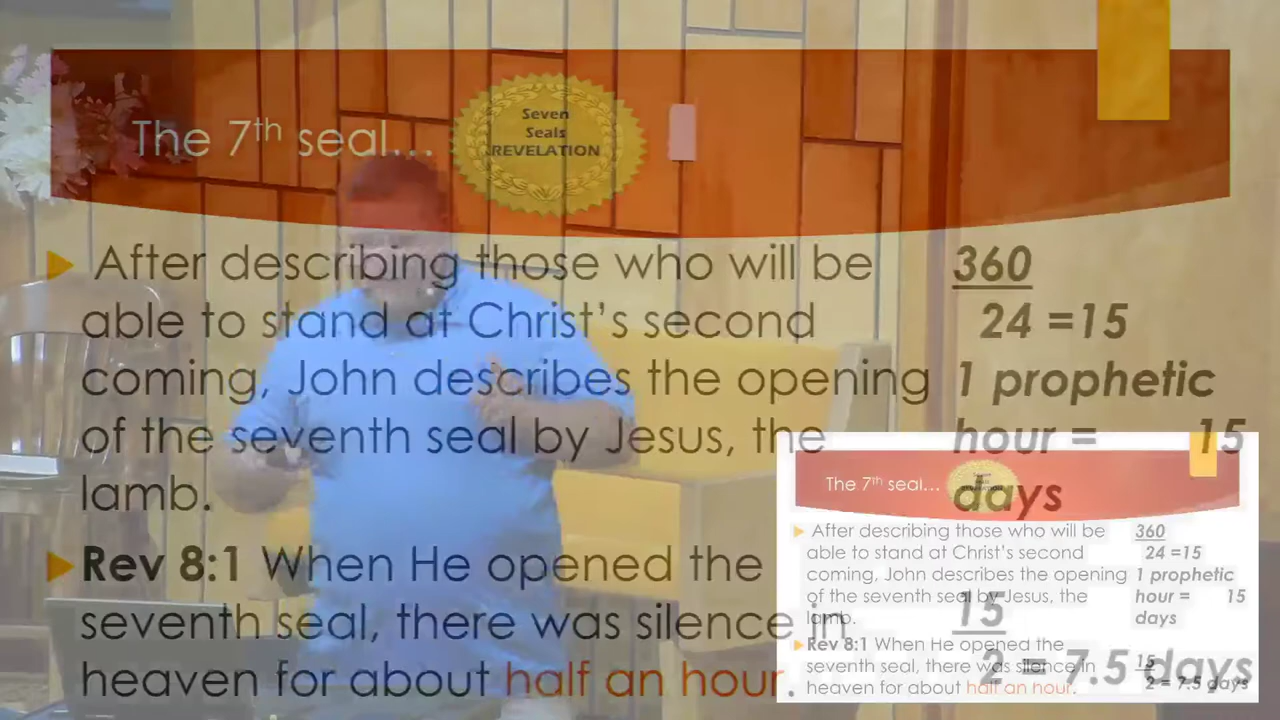 The 7th seal…
Seven
Seals
REVELATION
After describing those who will be
able to stand at Christ’s second
coming, John describes the opening
of the seventh seal by Jesus, the
lamb.
Rev 8:1 When He opened the
seventh seal, there was silence in
heaven for about half an hour.
360
24 =15
1 prophetic
hour = 15
days
15
2 = 7.5 days
The 7th seal…
Seven
Seals
REVELATION
After describing those who will be
able to stand at Christ’s second
coming, John describes the opening
of the seventh seal by Jesus, the
lamb.
Rev 8:1 When He opened the
seventh seal, there was silence in
heaven for about half an hour.
360
24 =15
1 prophetic
hour = 15
days
15
2 = 7.5 days